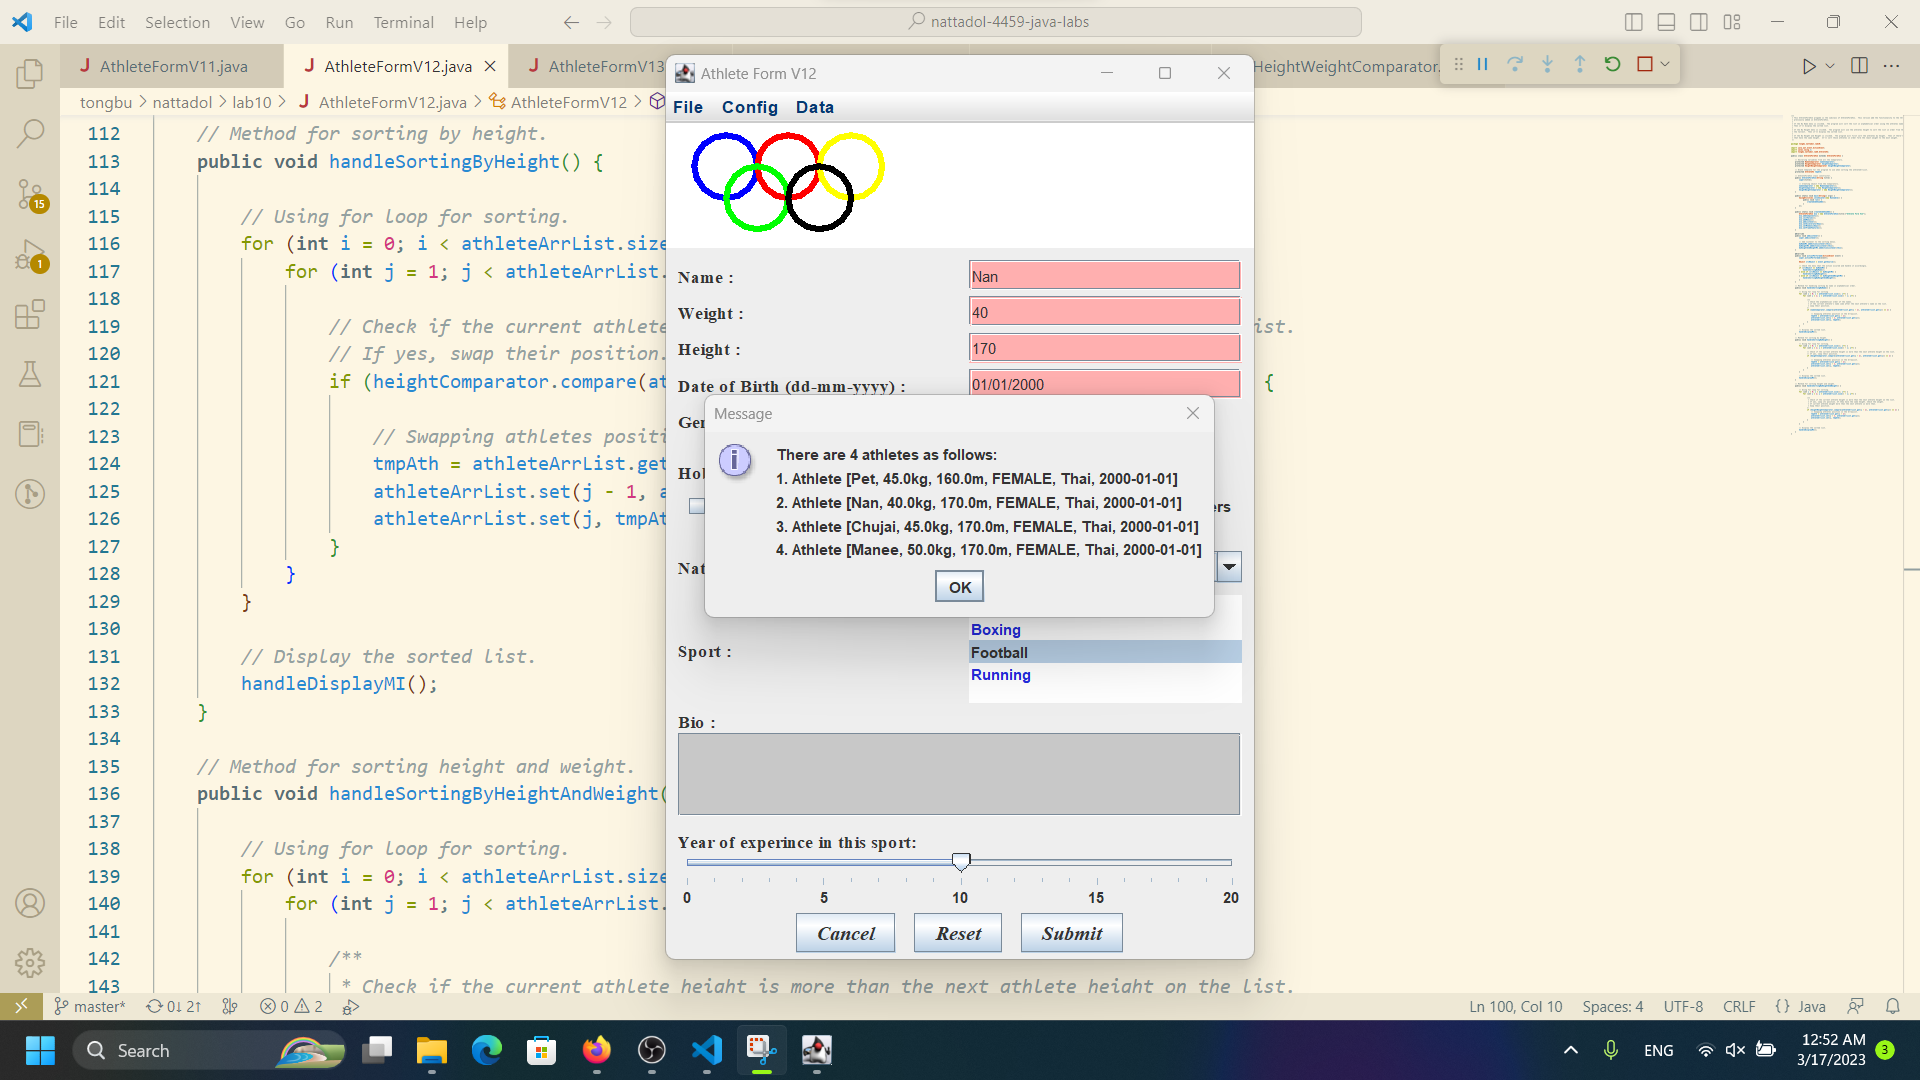 File Edit Selection View Go Run Terminal Help
nattadol-4459-java-labs
J AthleteFormV11.java
J AthleteFormV12.java
J AthleteFormV13
HeightWeightComparator.
tongbu > nattadol > lab10 > J AthleteFormV12.java > AthleteFormV12 >
112 // Method for sorting by height.
113 public void handleSortingByHeight() {
114
115 // Using for loop for sorting.
116 for (int i = 0; i < athleteArrList.size
117 for (int j = 1; j < athleteArrList.
118
119 // Check if the current athlete ist.
120 // If yes, swap their position.
121 if (heightComparator.compare(at {
122
123 // Swapping athletes positi
124 tmpAth = athleteArrList.get
125 athleteArrList.set(j - 1, a
126 athleteArrList.set(j, tmpAt
127 }
128 }
129 }
130
131 // Display the sorted list.
132 handleDisplayMI();
133 }
134
135 // Method for sorting height and weight.
136 public void handleSortingByHeightAndWeight(
137
138 // Using for loop for sorting.
139 for (int i = 0; i < athleteArrList.size
140 for (int j = 1; j < athleteArrList.
141
142 /**
143 * Check if the current athlete height is more than the next athlete height on the list.
Athlete Form V12
File Config Data
Name : Nan
Weight : 40
Height : 170
Date of Birth (dd-mm-yyyy) : 01/01/2000
Ger
Hob
ers
Nat
Message
There are 4 athletes as follows:
1. Athlete [Pet, 45.0kg, 160.0m, FEMALE, Thai, 2000-01-01]
2. Athlete [Nan, 40.0kg, 170.0m, FEMALE, Thai, 2000-01-01]
3. Athlete [Chujai, 45.0kg, 170.0m, FEMALE, Thai, 2000-01-01]
4. Athlete [Manee, 50.0kg, 170.0m, FEMALE, Thai, 2000-01-01]
OK
Sport :
Boxing
Football
Running
Bio :
Year of experince in this sport:
0 5 10 15 20
Cancel Reset Submit
15
1
master* 0↓ 2↑ 0 2
Ln 100, Col 10 Spaces: 4 UTF-8 CRLF {} Java
Search
ENG
12:52 AM
3/17/2023
3